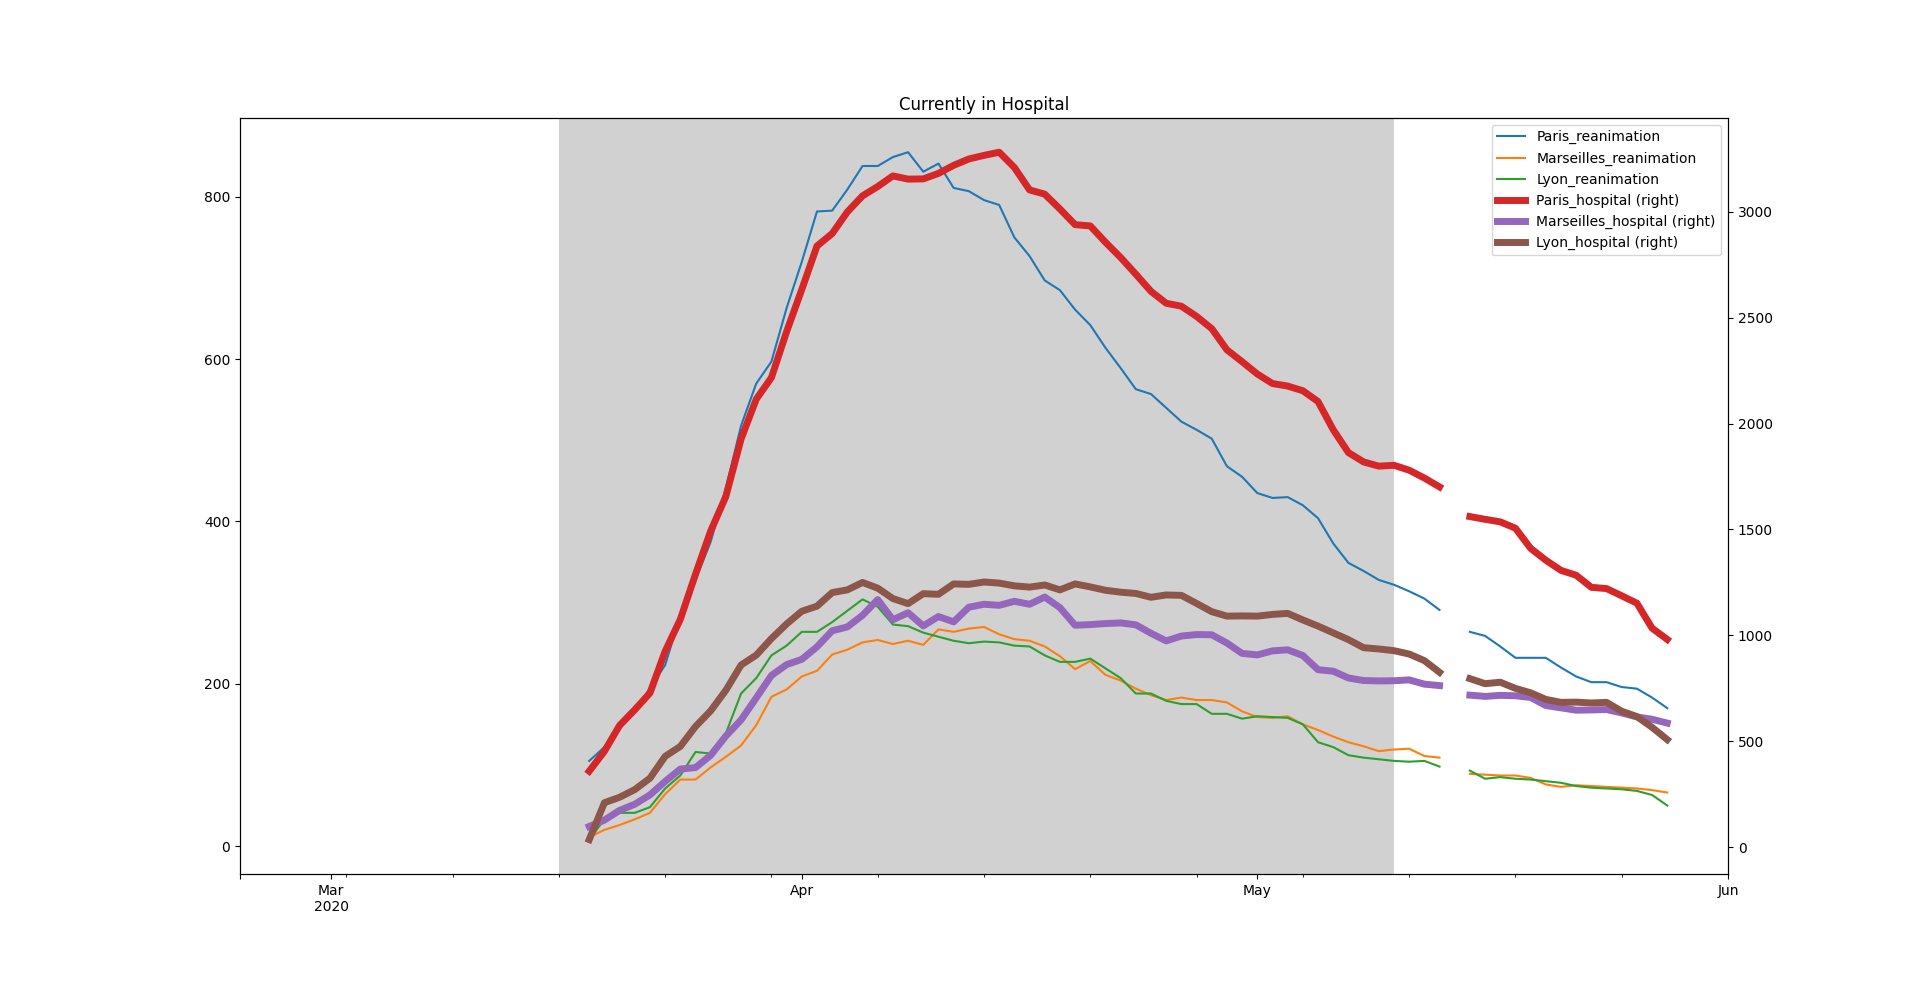 Currently in Hospital
Paris_reanimation
Marseilles_reanimation
Lyon_reanimation
Paris_hospital (right)
Marseilles_hospital (right)
Lyon_hospital (right)
800
600
400
200
0
3000
2500
2000
1500
1000
500
0
Mar Apr May Jun
2020